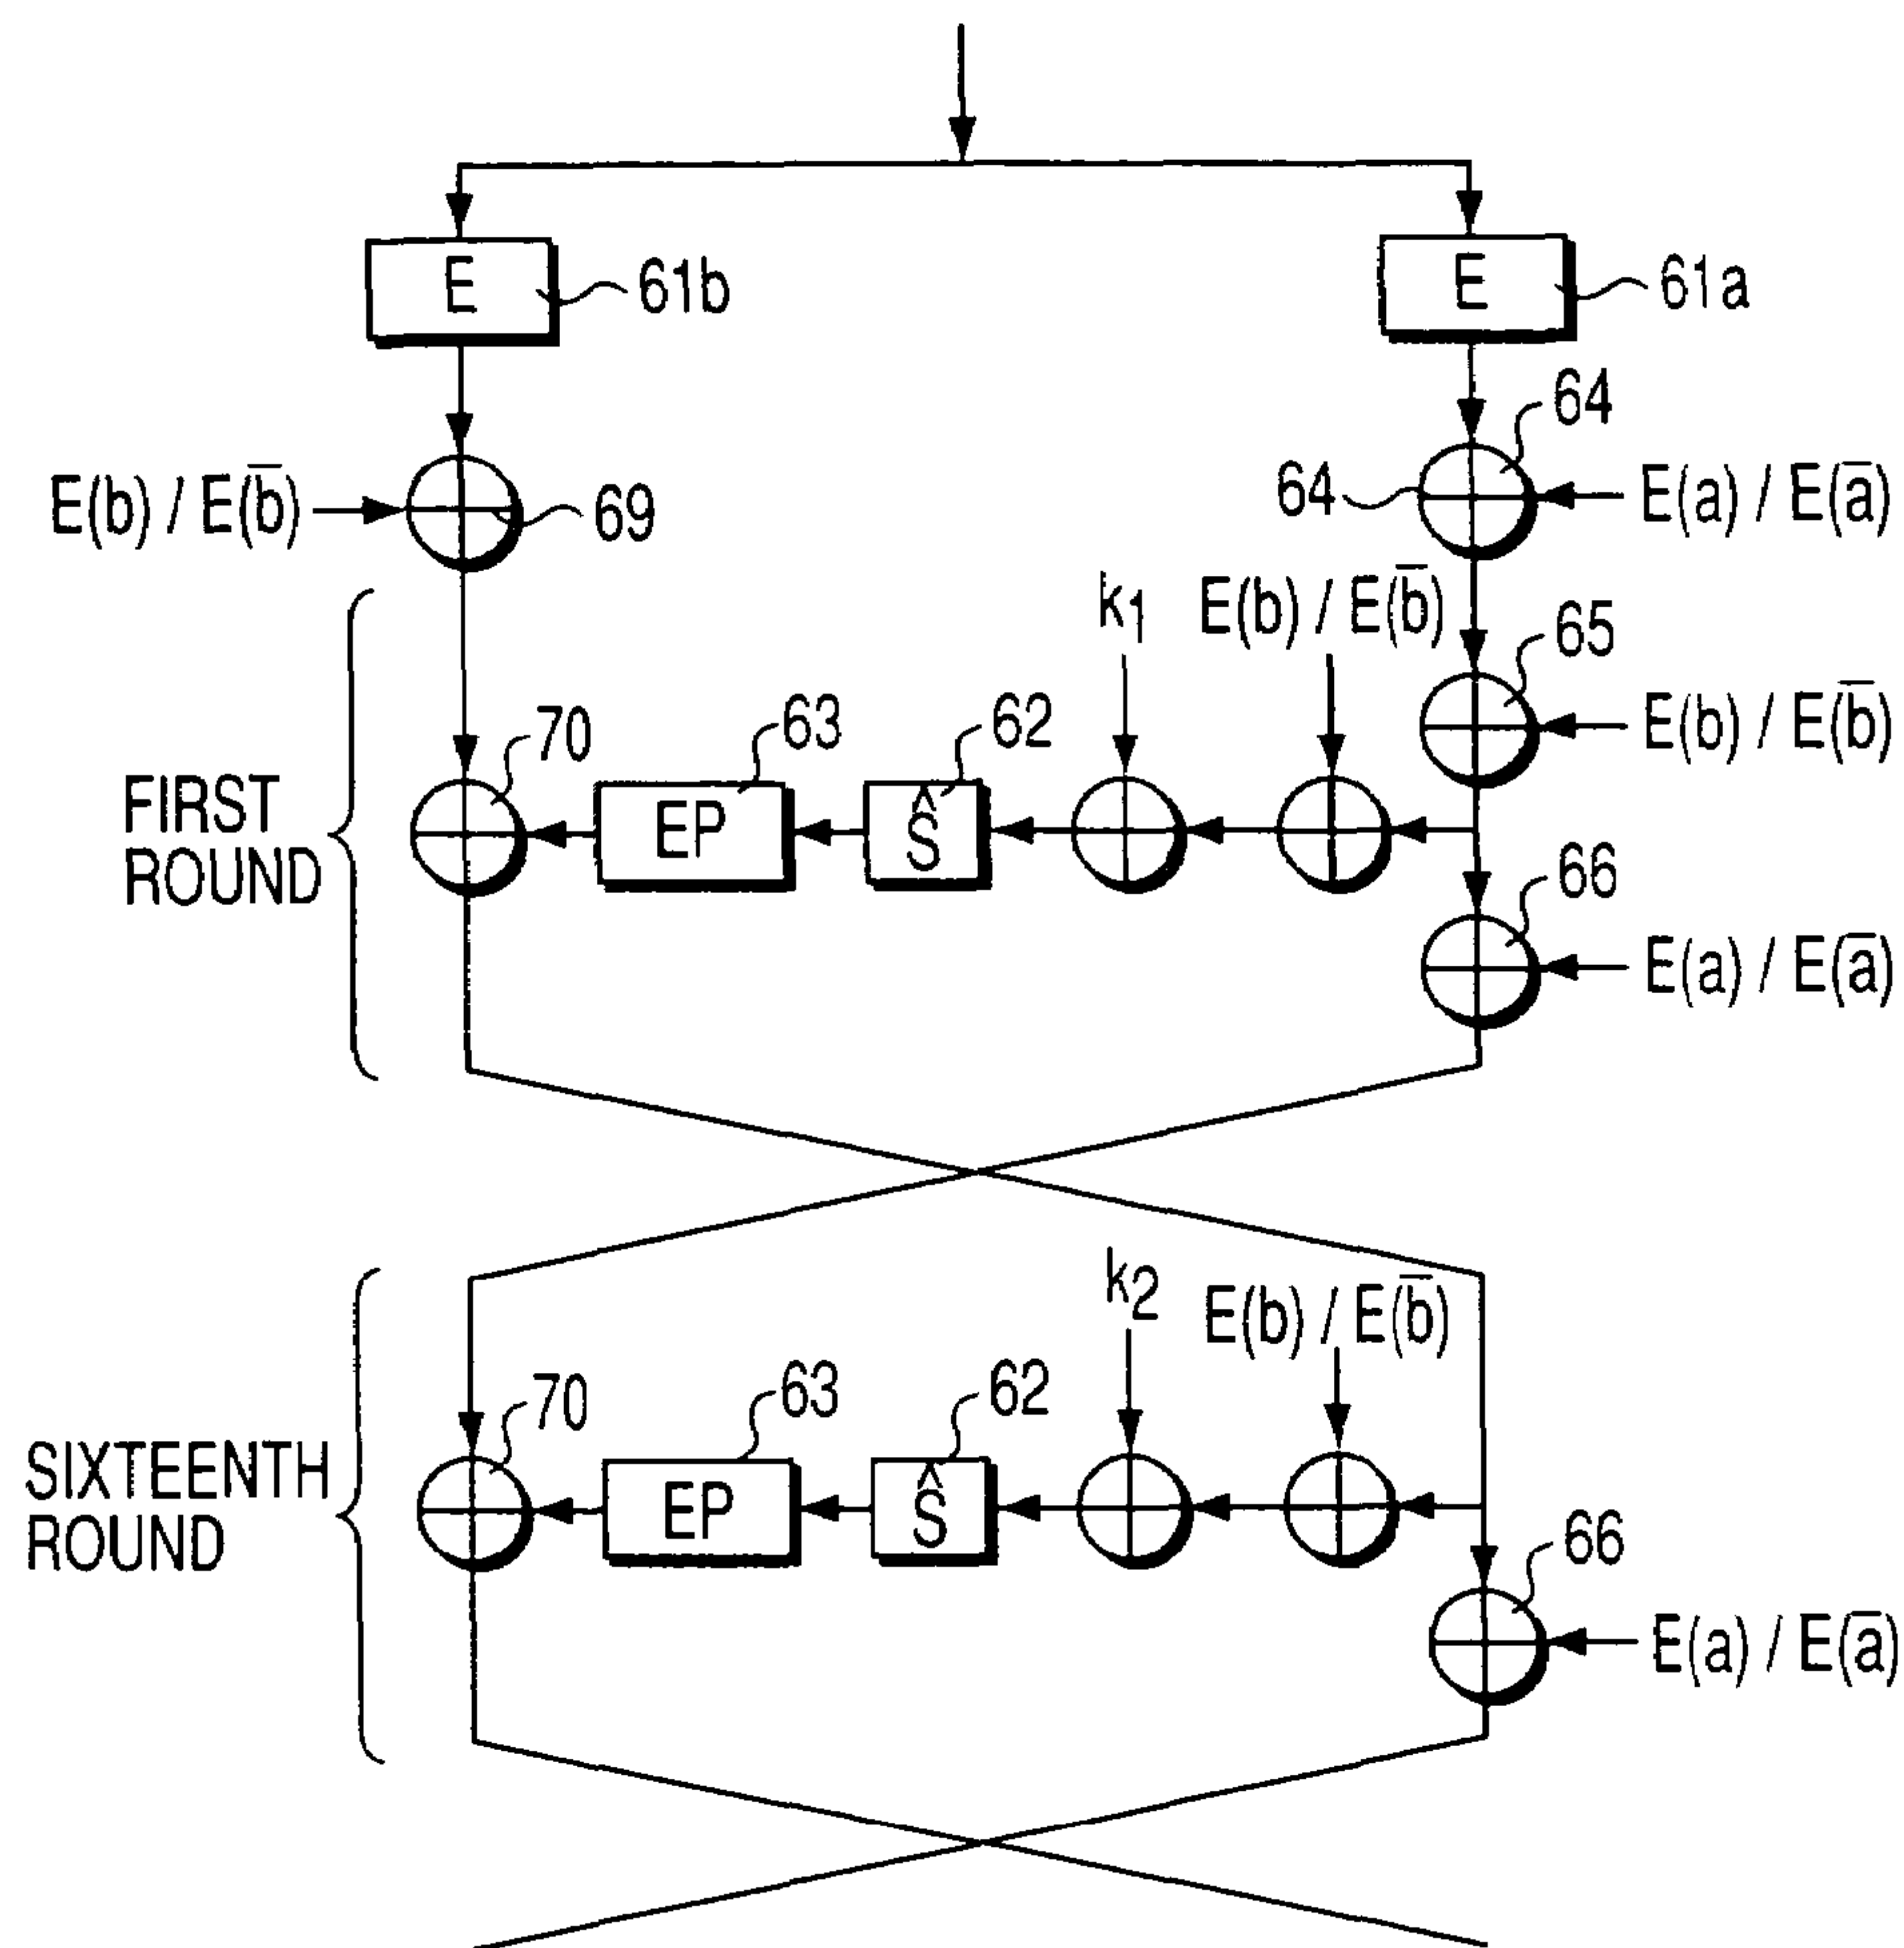 E
61b
E
61a
64
E(b) / E(b̅)
69
64
E(a) / E(a̅)
k1
E(b) / E(b̅)
65
E(b) / E(b̅)
70
63
62
FIRST
ROUND
EP
Ŝ
66
E(a) / E(a̅)
k2
E(b) / E(b̅)
70
63
62
SIXTEENTH
ROUND
EP
Ŝ
66
E(a) / E(a̅)